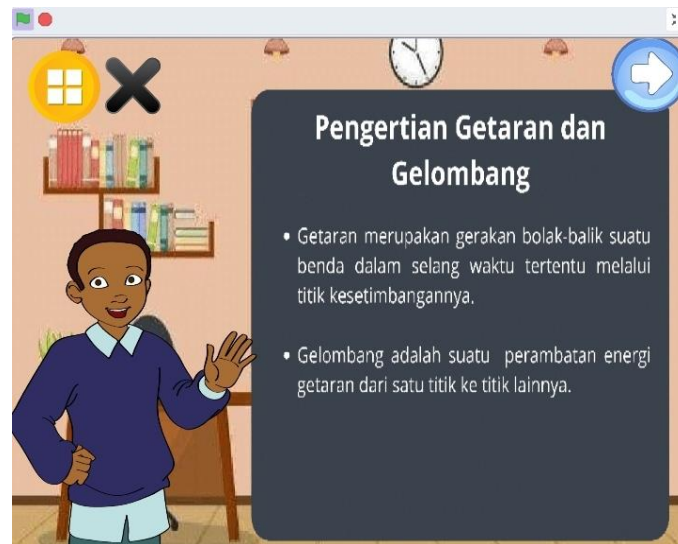 Pengertian Getaran dan
Gelombang
• Getaran merupakan gerakan bolak-balik suatu
benda dalam selang waktu tertentu melalui
titik kesetimbangannya.
• Gelombang adalah suatu perambatan energi
getaran dari satu titik ke titik lainnya.